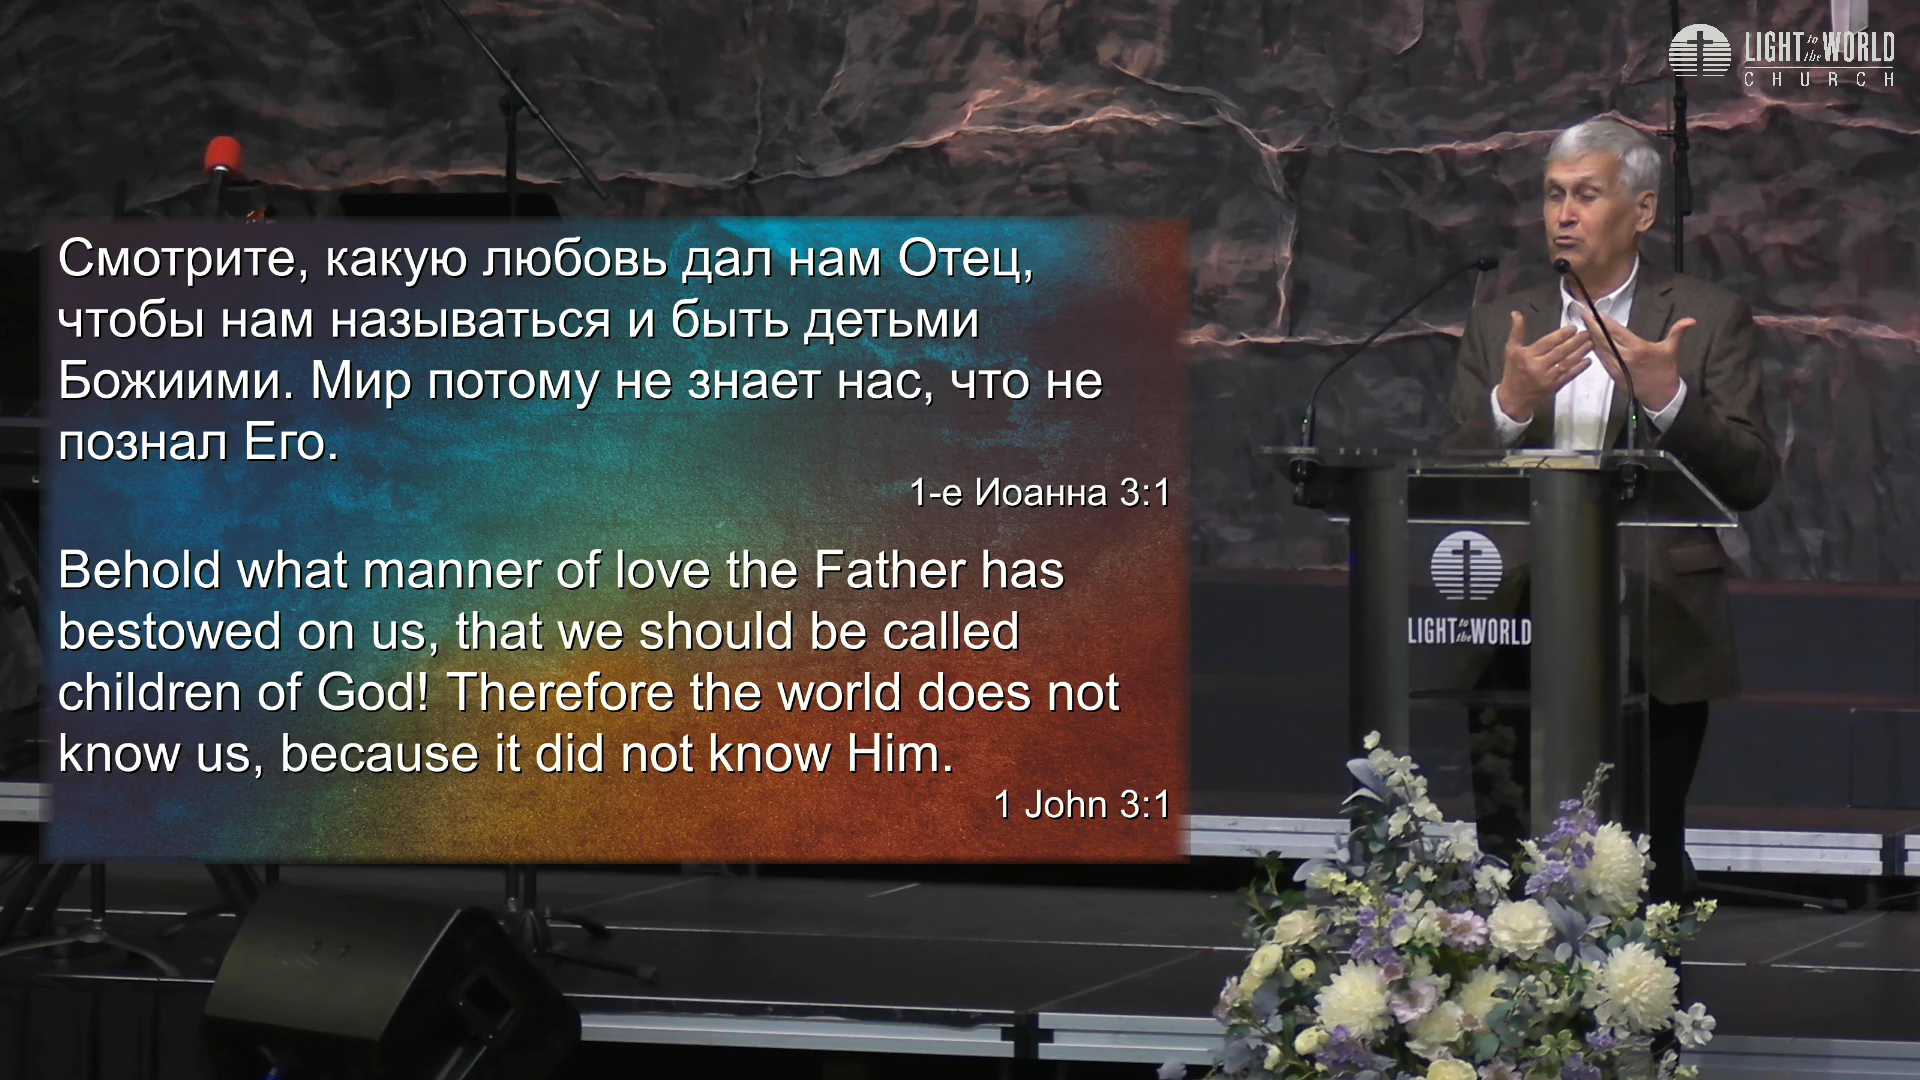 LIGHT to the WORLD
CHURCH
Смотрите, какую любовь дал нам Отец,
чтобы нам называться и быть детьми
Божиими. Мир потому не знает нас, что не
познал Его.
1-е Иоанна 3:1
Behold what manner of love the Father has
bestowed on us, that we should be called
children of God! Therefore the world does not
know us, because it did not know Him.
1 John 3:1
LIGHT to the WORLD